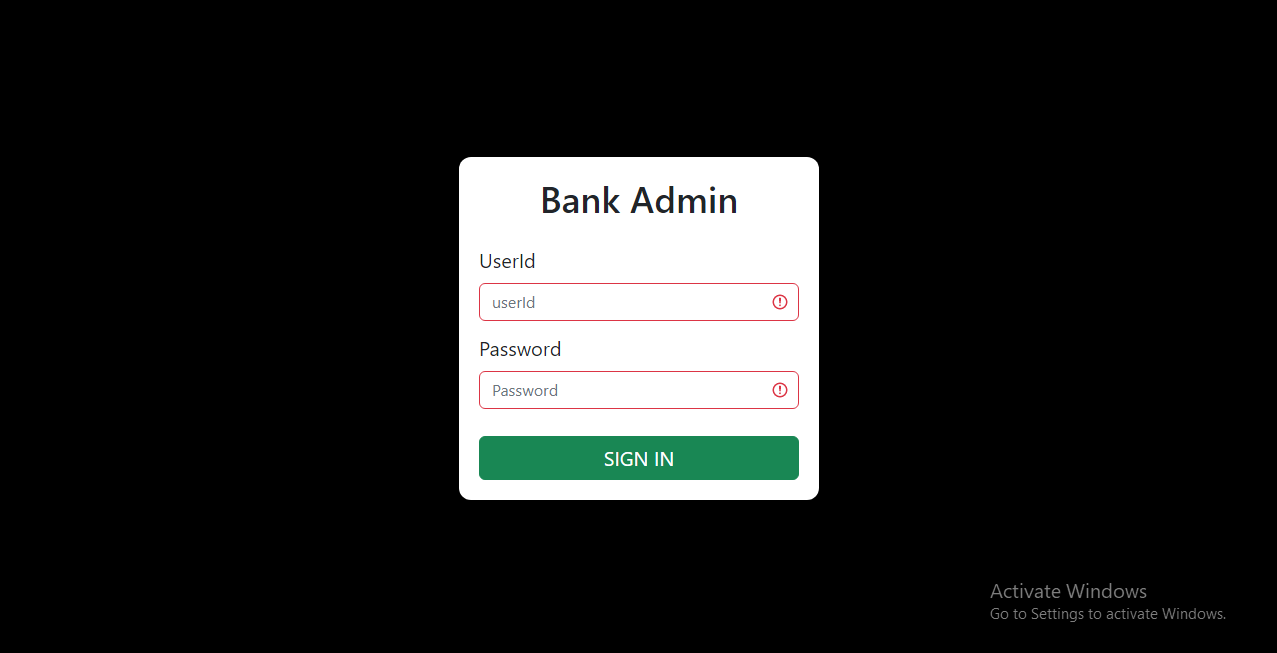 Bank Admin
UserId
userId
Password
Password
SIGN IN
Activate Windows
Go to Settings to activate Windows.